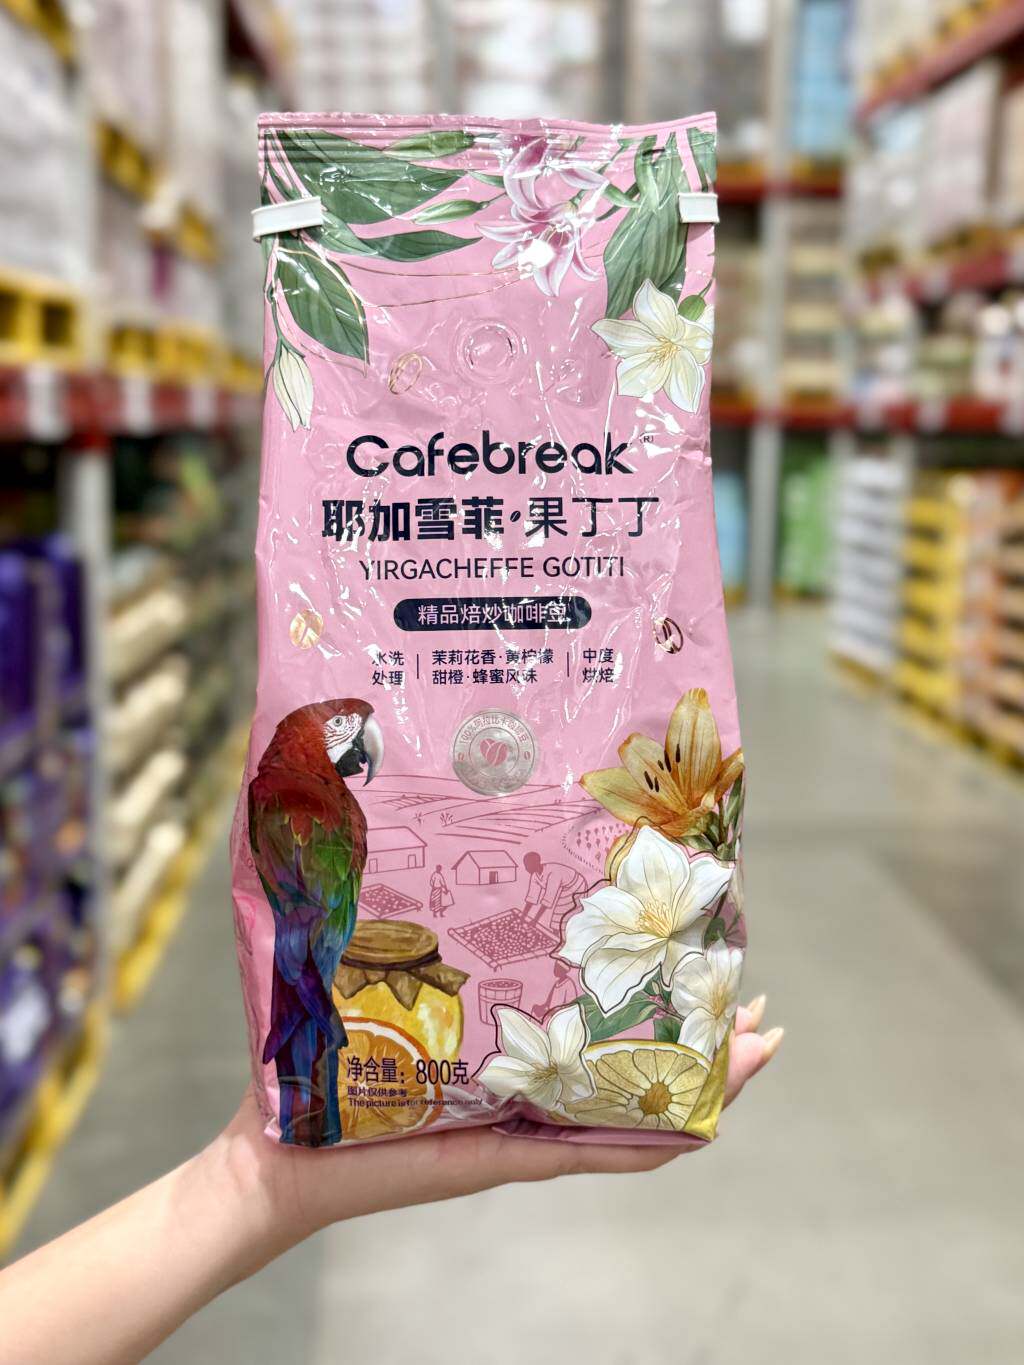 Cafebreak
耶加雪菲·果丁丁
YIRGACHEFFE GOTITI
精品焙炒咖啡豆
水洗
处理
茉莉花香·黄柠檬
甜橙·蜂蜜风味
中度
烘焙
净含量：800克
图片仅供参考
The picture is for reference only